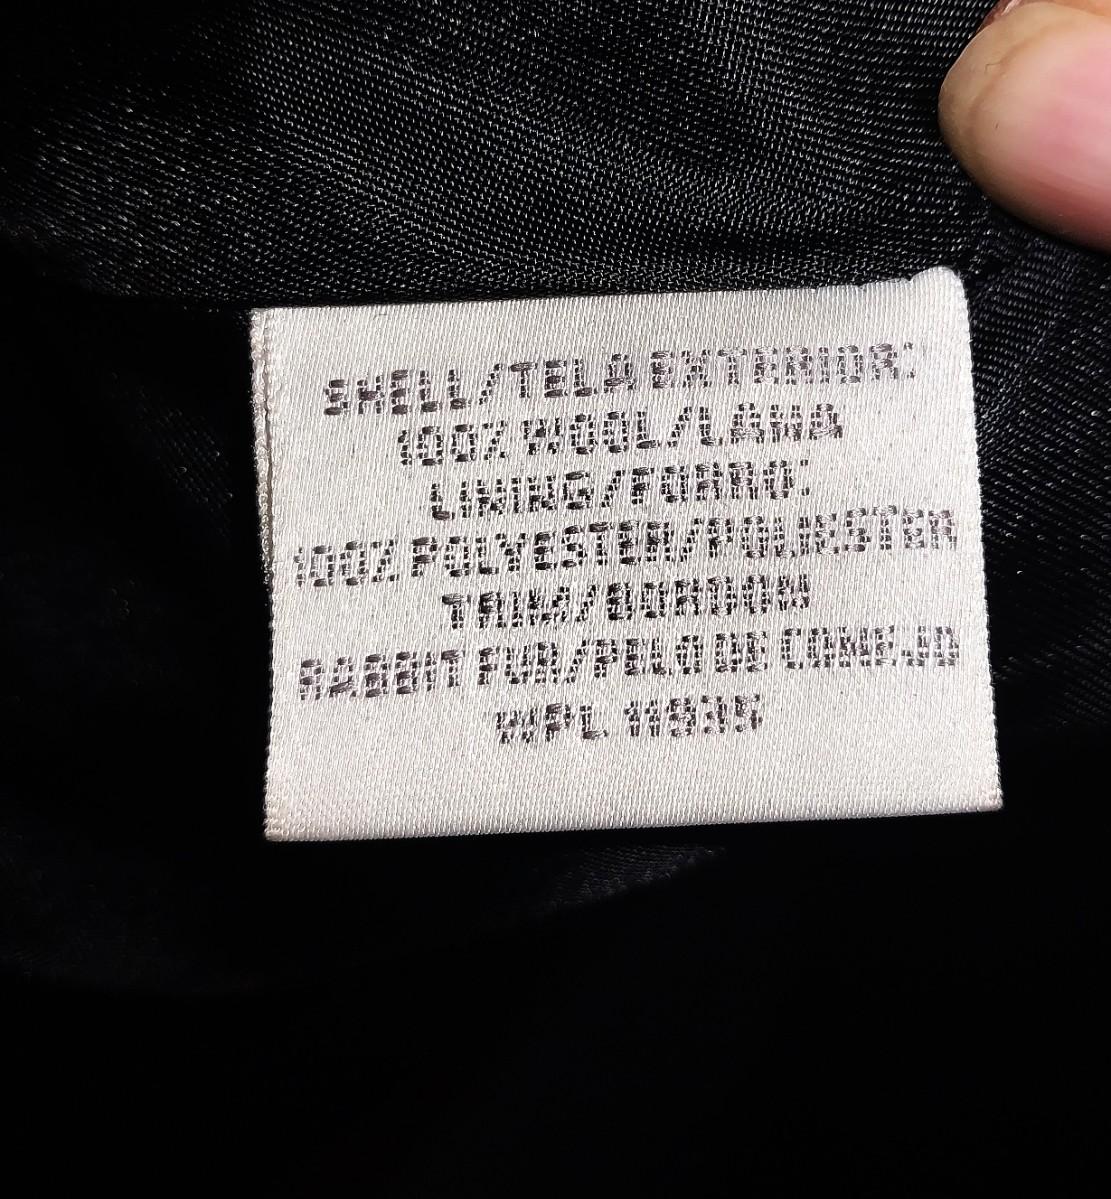 SHELL/TELA EXTERIOR:
100% WOOL/LANA
LINING/FORRO:
100% POLYESTER/POLIESTER
TRIM/BORDON
RABBIT FUR/PELO DE CONEJO
WPL 11935